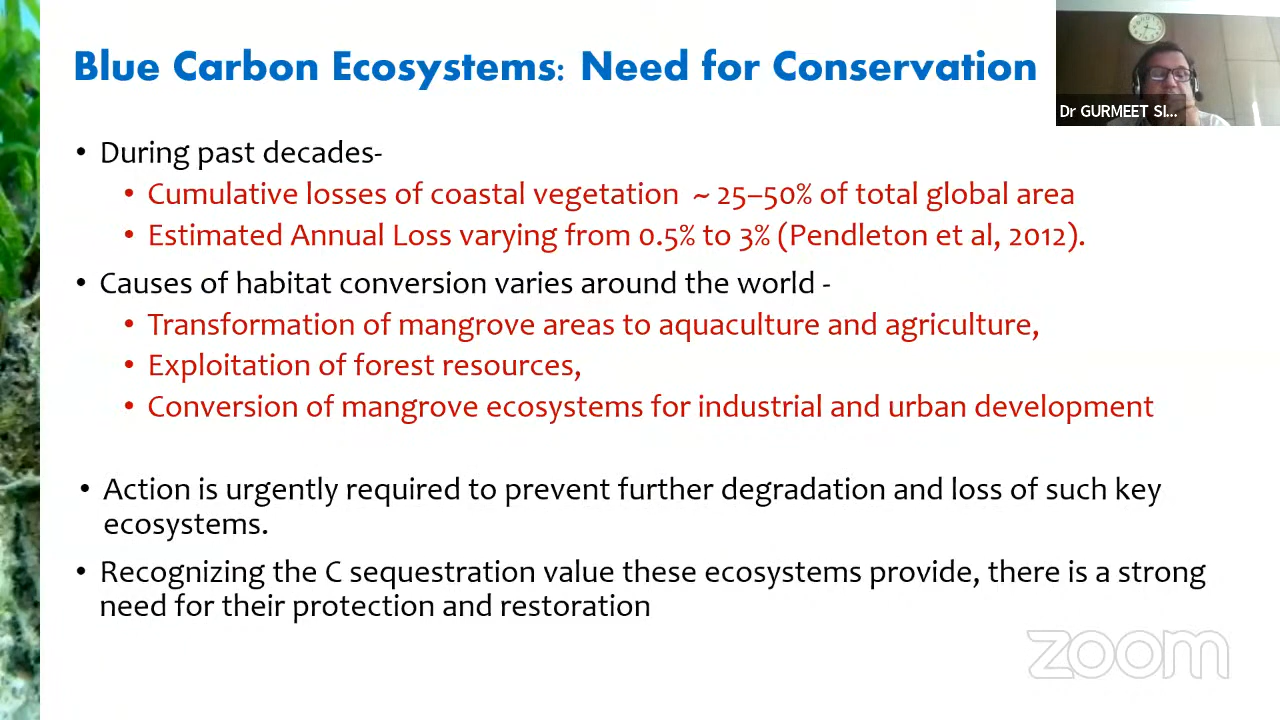 Blue Carbon Ecosystems: Need for Conservation
Dr GURMEET SI...
• During past decades-
• Cumulative losses of coastal vegetation ~ 25–50% of total global area
• Estimated Annual Loss varying from 0.5% to 3% (Pendleton et al, 2012).
• Causes of habitat conversion varies around the world -
• Transformation of mangrove areas to aquaculture and agriculture,
• Exploitation of forest resources,
• Conversion of mangrove ecosystems for industrial and urban development
• Action is urgently required to prevent further degradation and loss of such key
ecosystems.
• Recognizing the C sequestration value these ecosystems provide, there is a strong
need for their protection and restoration
zoom